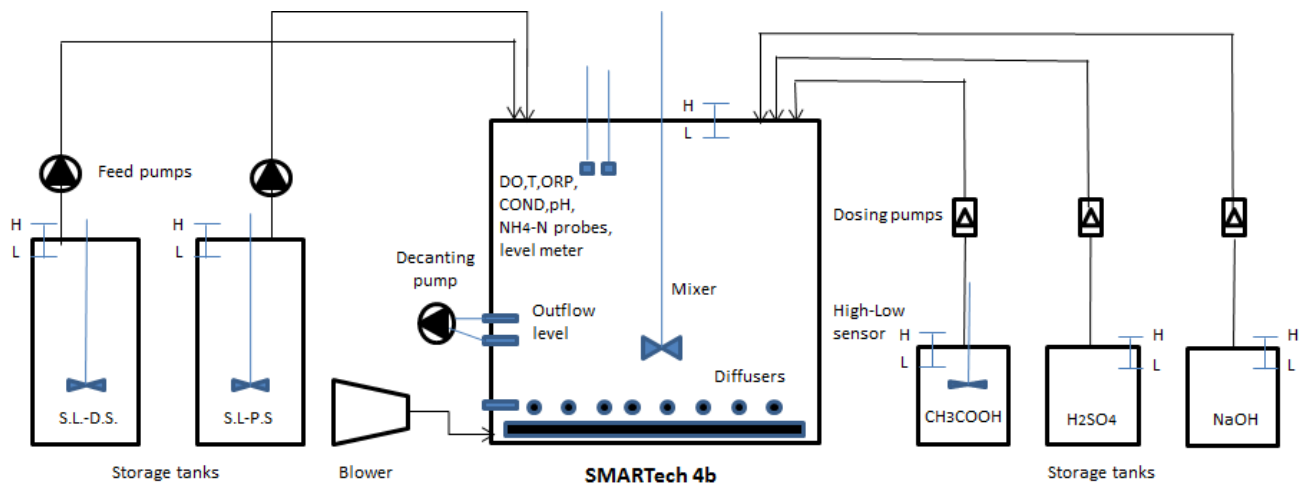 Feed pumps
H
L
S.L.-D.S.
H
L
S.L-P.S
Storage tanks
Decanting
pump
Blower
H
L
DO,T,ORP,
COND,pH,
NH4-N probes,
level meter
Outflow
level
Mixer
Diffusers
SMARTech 4b
Dosing pumps
High-Low
sensor
H
L
CH3COOH
H
L
H2SO4
H
L
NaOH
Storage tanks